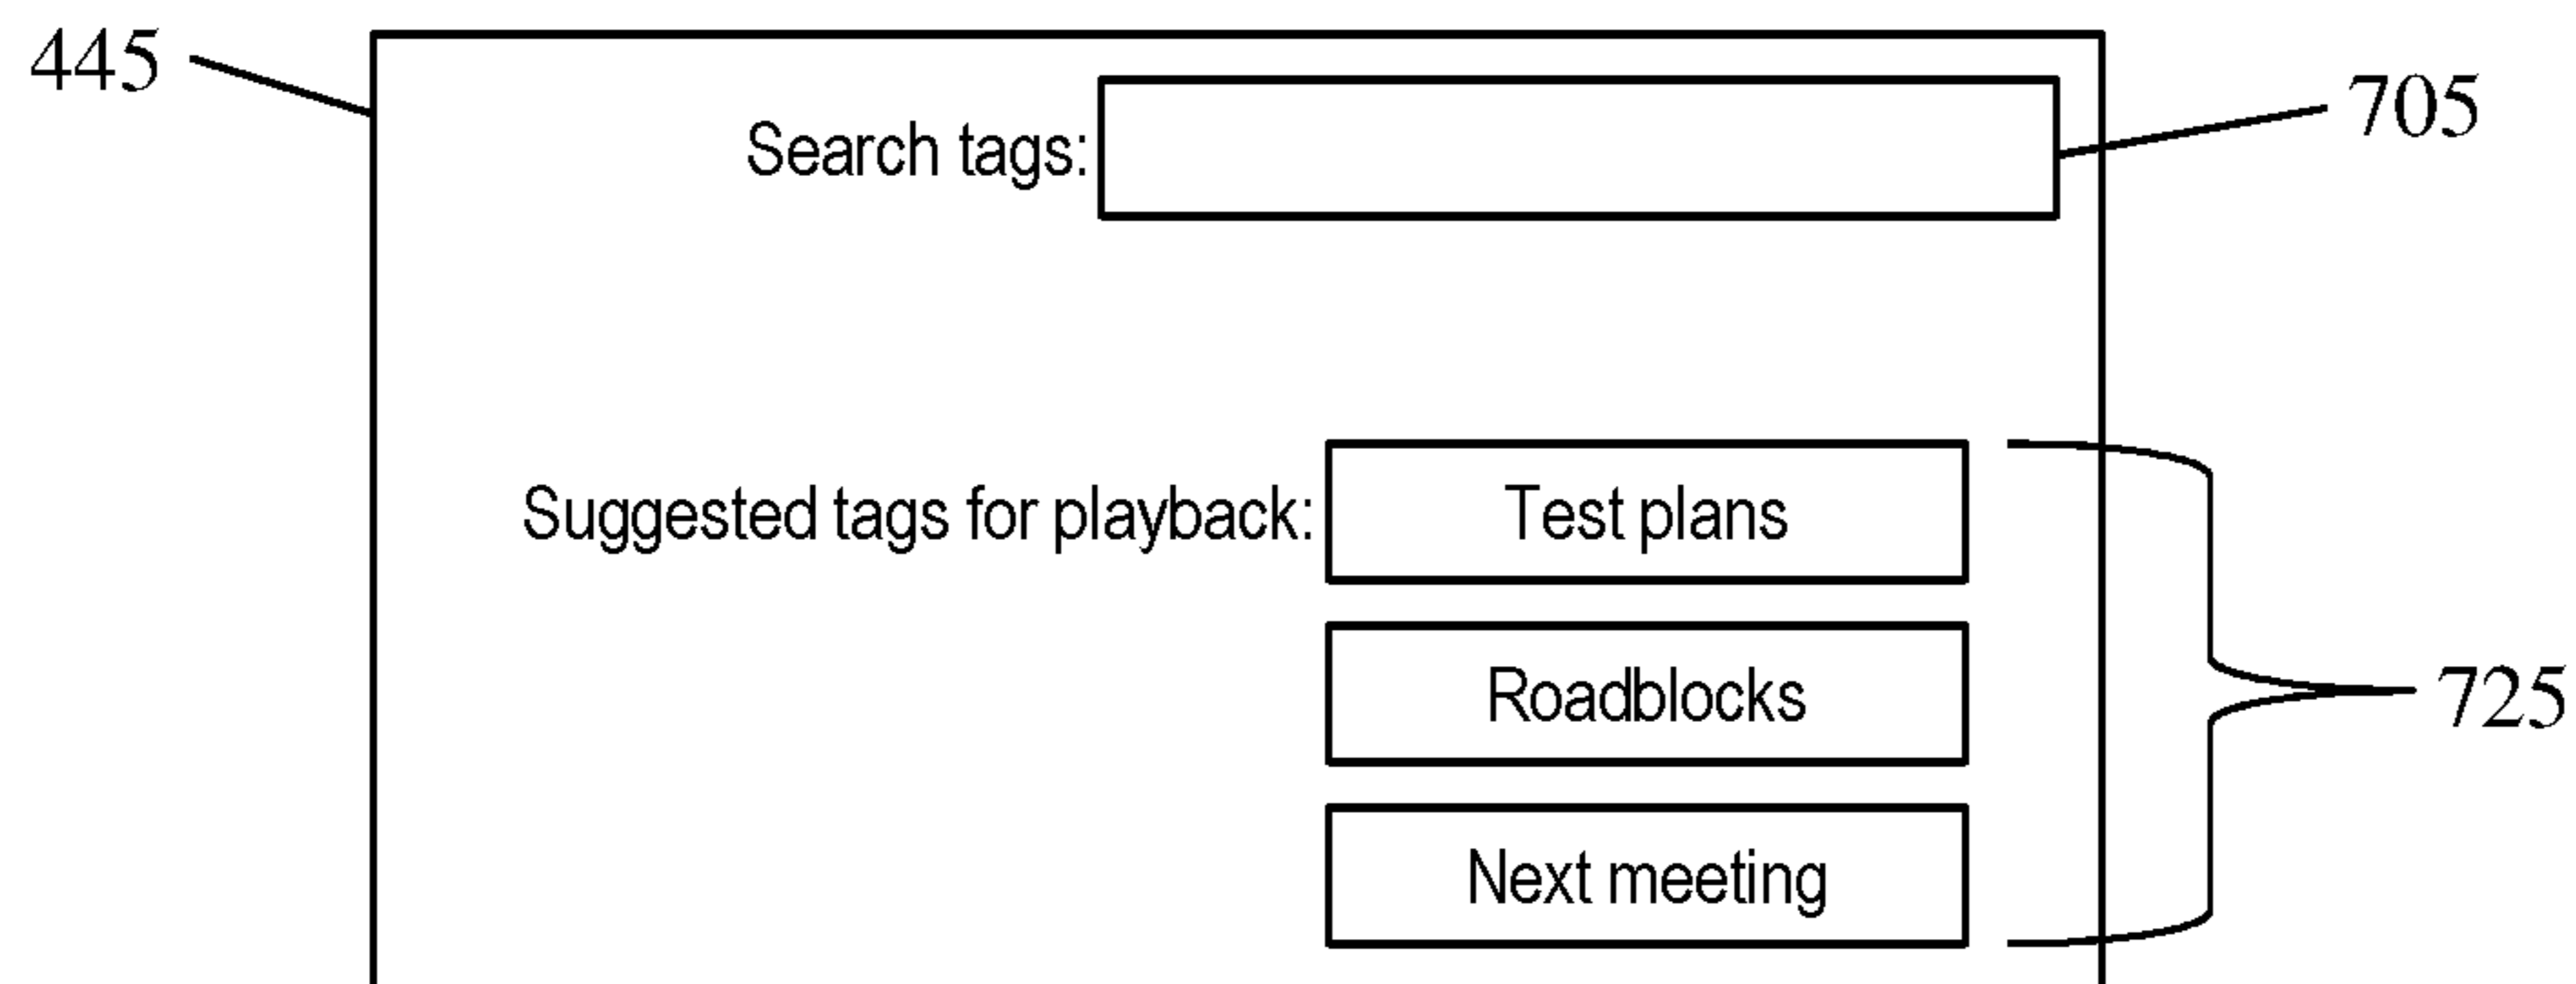 445
705
Search tags:
Suggested tags for playback: Test plans
Roadblocks
725
Next meeting